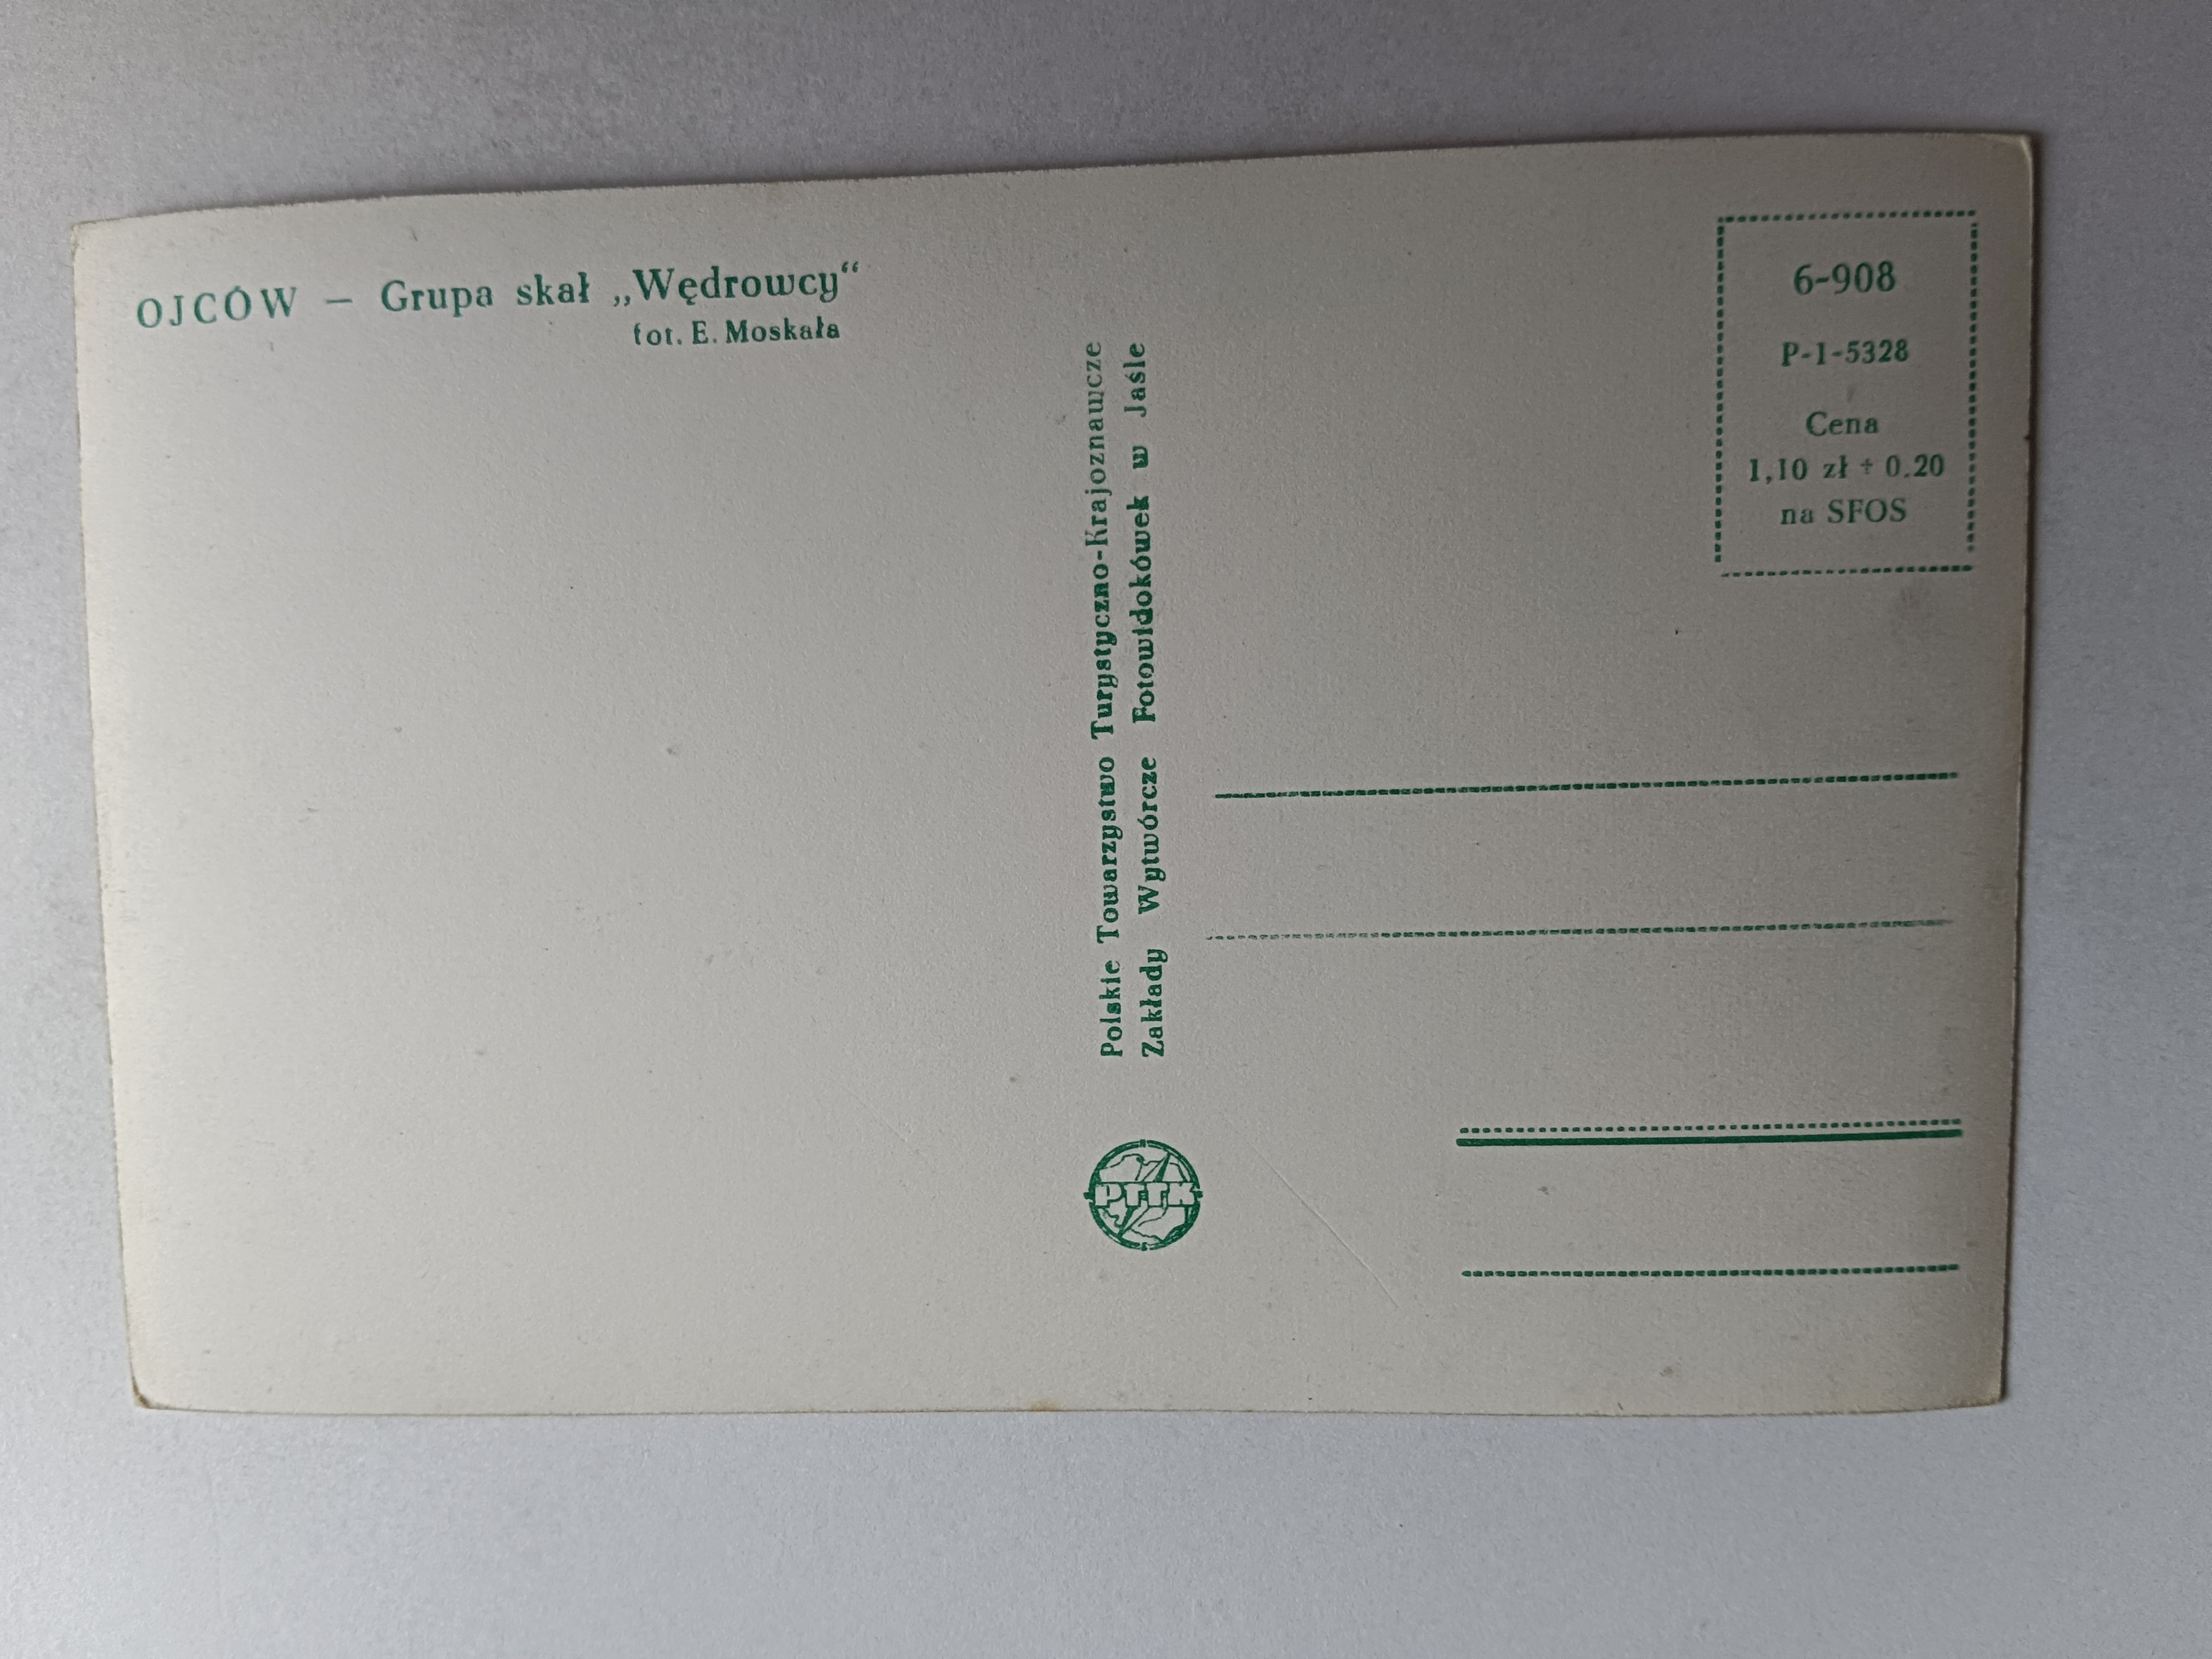 OJCÓW – Grupa skał „Wędrowcy“
fot. E. Moskała
Polskie Towarzystwo Turystyczno-Krajoznawcze
Zakłady Wytwórcze Fotowidokówek w Jaśle
PTTK
6-908
P-1-5328
Cena
1,10 zł + 0.20
na SFOS